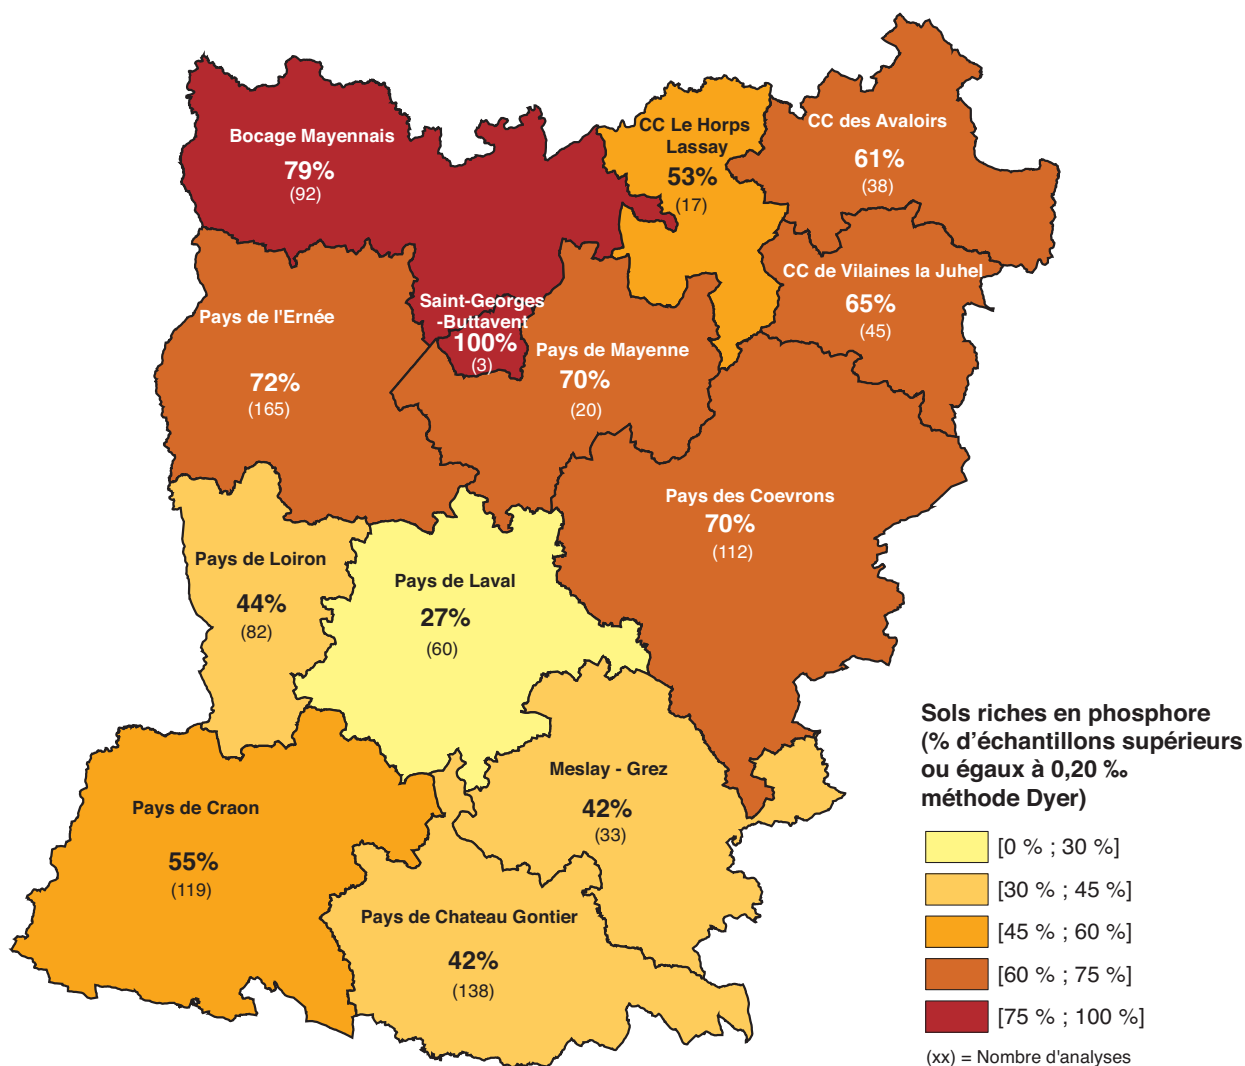 Bocage Mayennais
79%
(92)
CC Le Horps
Lassay
53%
(17)
CC des Avaloirs
61%
(38)
CC de Vilaines la Juhel
65%
(45)
Pays de l'Ernée
72%
(165)
Saint-Georges
-Buttavent
100%
(3)
Pays de Mayenne
70%
(20)
Pays des Coevrons
70%
(112)
Pays de Loiron
44%
(82)
Pays de Laval
27%
(60)
Meslay - Grez
42%
(33)
Pays de Craon
55%
(119)
Pays de Chateau Gontier
42%
(138)
Sols riches en phosphore
(% d'échantillons supérieurs
ou égaux à 0,20 ‰
méthode Dyer)
[0 % ; 30 %]
[30 % ; 45 %]
[45 % ; 60 %]
[60 % ; 75 %]
[75 % ; 100 %]
(xx) = Nombre d'analyses